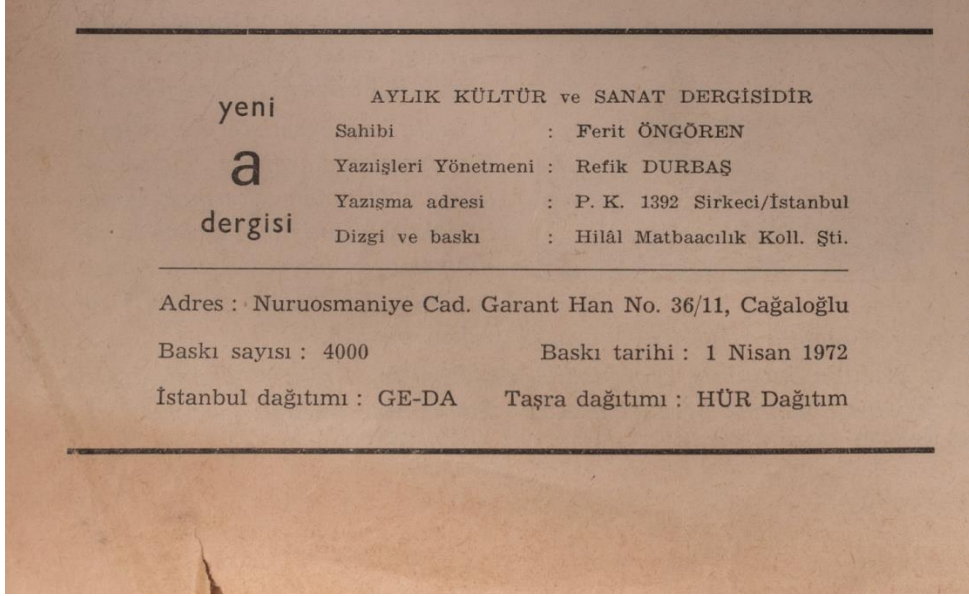 yeni
a
dergisi
AYLIK KÜLTÜR ve SANAT DERGİSİDİR
Sahibi : Ferit ÖNGÖREN
Yazıişleri Yönetmeni : Refik DURBAŞ
Yazışma adresi : P. K. 1392 Sirkeci/İstanbul
Dizgi ve baskı : Hilâl Matbaacılık Koll. Şti.
Adres : Nuruosmaniye Cad. Garant Han No. 36/11, Cağaloğlu
Baskı sayısı : 4000 Baskı tarihi : 1 Nisan 1972
İstanbul dağıtımı : GE-DA Taşra dağıtımı : HÜR Dağıtım